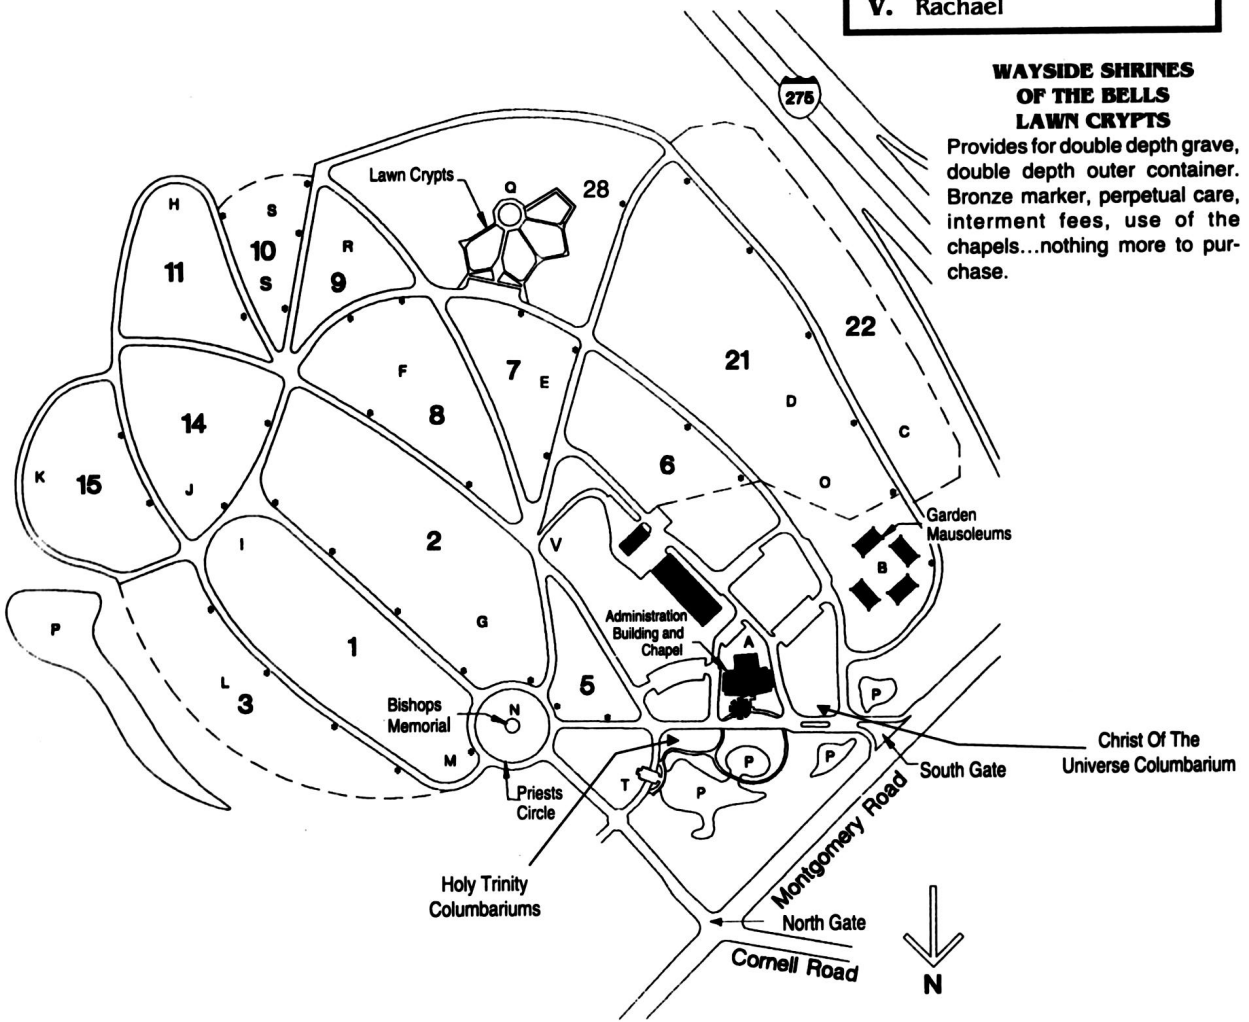 V. Rachael
WAYSIDE SHRINES
OF THE BELLS
LAWN CRYPTS
Provides for double depth grave,
double depth outer container.
Bronze marker, perpetual care,
interment fees, use of the
chapels...nothing more to pur-
chase.
275
Lawn Crypts
Q
28
H
S
10
S
R
9
11
22
21
7
E
F
8
D
C
14
6
K
15
J
O
Garden
Mausoleums
B
I
2
V
G
Administration
Building and
Chapel
A
P
1
L
3
5
Bishops
Memorial
N
P
M
Priests
Circle
T
P
P
P
South Gate
Christ Of The
Universe Columbarium
Montgomery Road
Holy Trinity
Columbariums
North Gate
Cornell Road
N